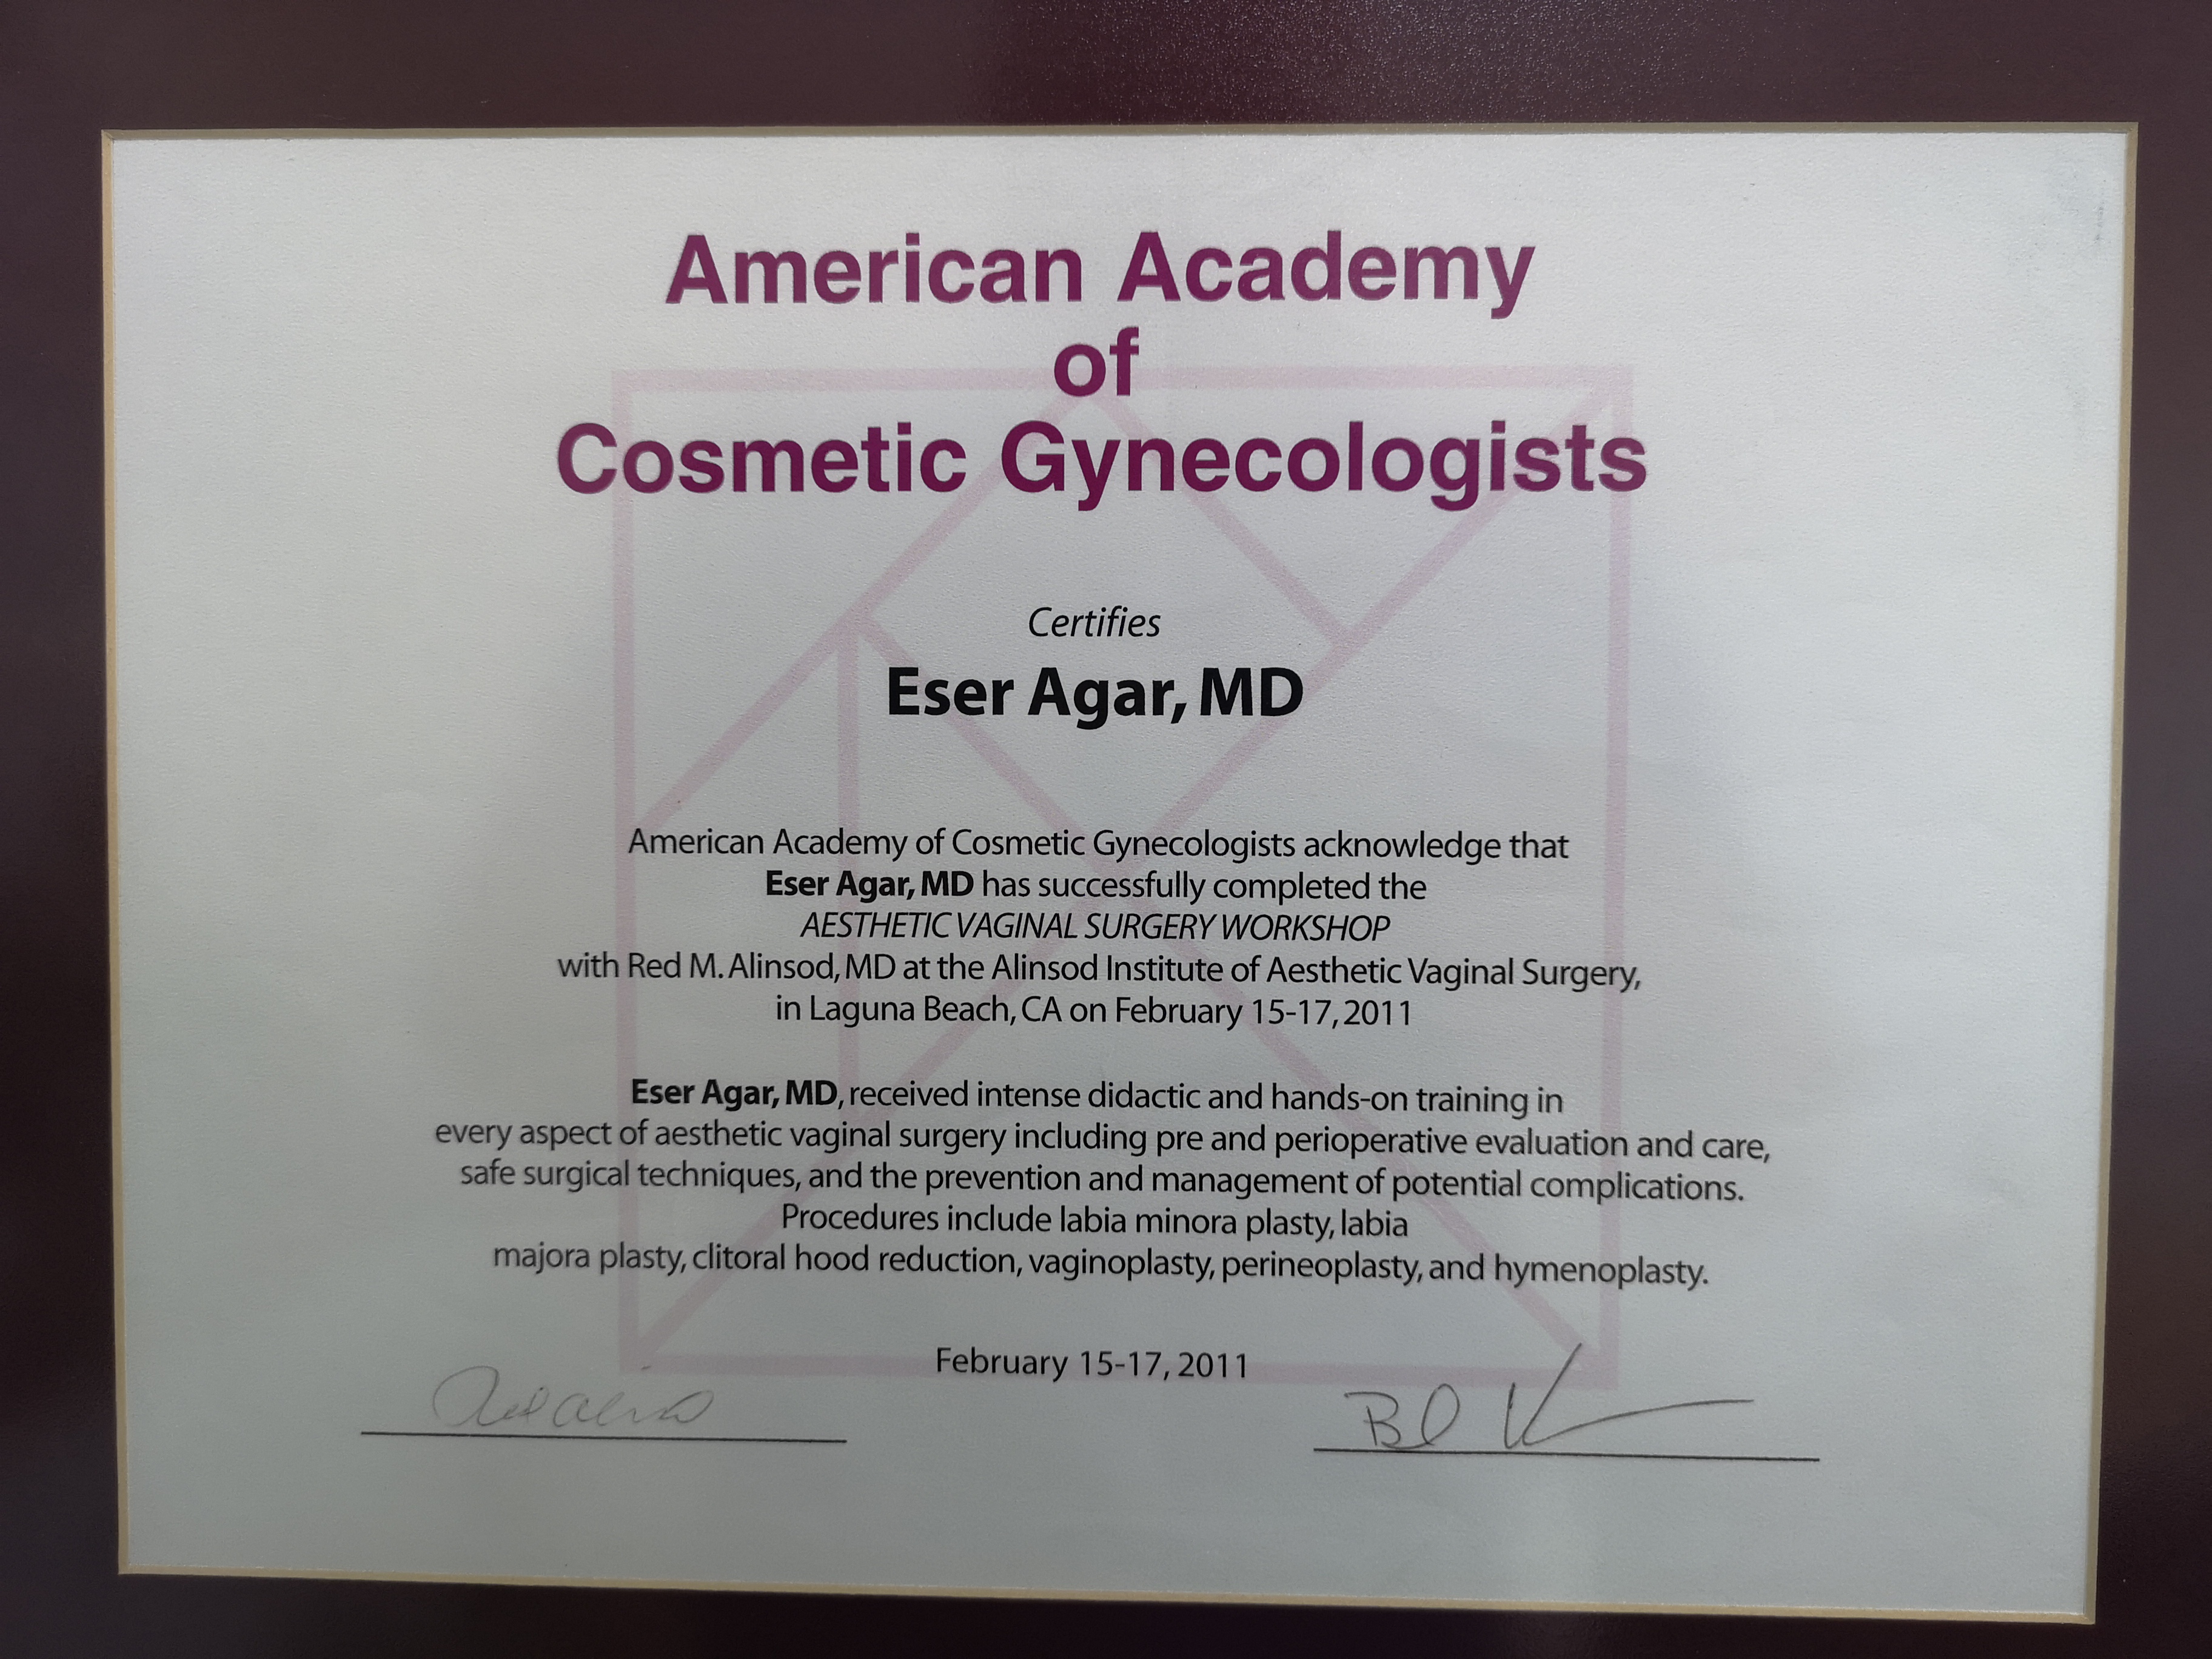 American Academy
of
Cosmetic Gynecologists
Certifies
Eser Agar, MD
American Academy of Cosmetic Gynecologists acknowledge that
Eser Agar, MD has successfully completed the
AESTHETIC VAGINAL SURGERY WORKSHOP
with Red M. Alinsod, MD at the Alinsod Institute of Aesthetic Vaginal Surgery,
in Laguna Beach, CA on February 15-17, 2011
Eser Agar, MD, received intense didactic and hands-on training in
every aspect of aesthetic vaginal surgery including pre and perioperative evaluation and care,
safe surgical techniques, and the prevention and management of potential complications.
Procedures include labia minora plasty, labia
majora plasty, clitoral hood reduction, vaginoplasty, perineoplasty, and hymenoplasty.
February 15-17, 2011